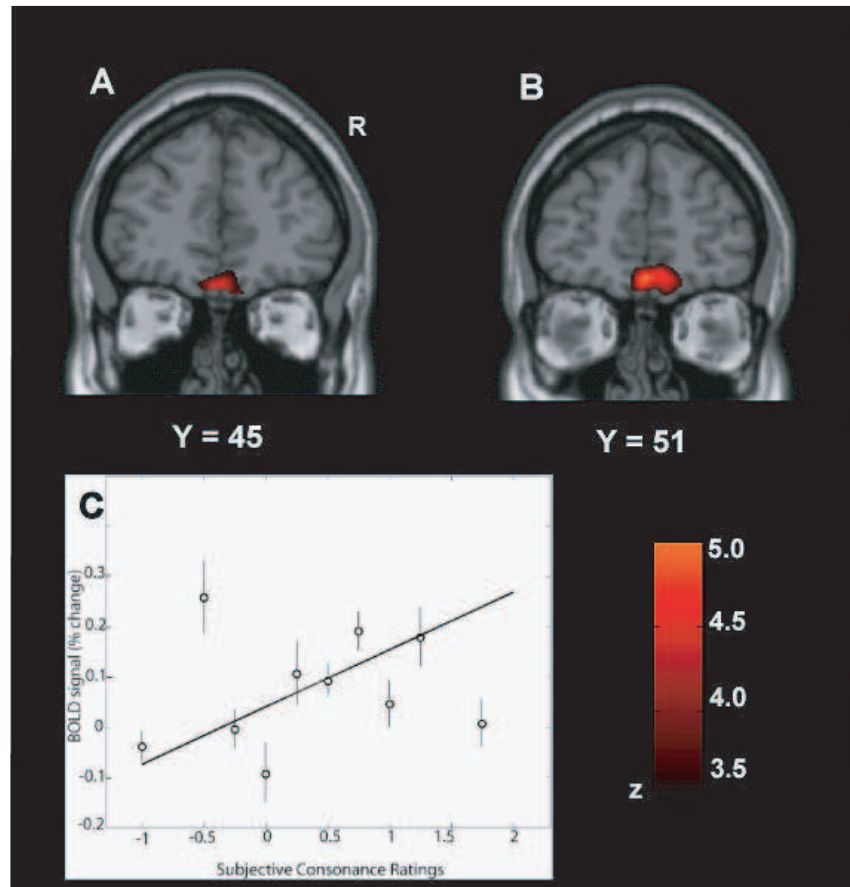 A
B
R
Y = 45
Y = 51
C
BOLD signal (% change)
0.3
0.2
0.1
0
-0.1
-0.2
-1
-0.5
0
0.5
1
1.5
2
Subjective Consonance Ratings
5.0
4.5
4.0
3.5
z